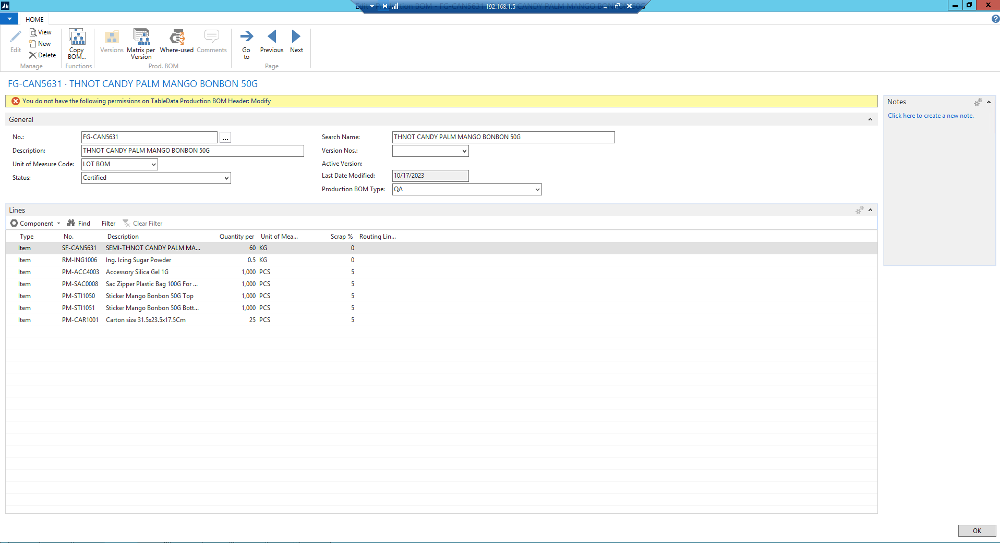 Edit - Production BOM - FG-CAN5631 192.168.1.5 CANDY PALM MANGO BONBON 50G
HOME
Edit
View
New
Delete
Manage
Copy BOM...
Functions
Versions
Matrix per Version
Where-used
Comments
Prod. BOM
Go to
Previous
Next
Page
FG-CAN5631 · THNOT CANDY PALM MANGO BONBON 50G
You do not have the following permissions on TableData Production BOM Header: Modify
General
No.: FG-CAN5631 ...
Description: THNOT CANDY PALM MANGO BONBON 50G
Unit of Measure Code: LOT BOM
Status: Certified
Search Name: THNOT CANDY PALM MANGO BONBON 50G
Version Nos.:
Active Version:
Last Date Modified: 10/17/2023
Production BOM Type: QA
Lines
Component Find Filter Clear Filter
Type No. Description Quantity per Unit of Mea... Scrap % Routing Lin...
Item SF-CAN5631 SEMI-THNOT CANDY PALM MA... 60 KG 0
Item RM-ING1006 Ing. Icing Sugar Powder 0.5 KG 0
Item PM-ACC4003 Accessory Silica Gel 1G 1,000 PCS 5
Item PM-SAC0008 Sac Zipper Plastic Bag 100G For ... 1,000 PCS 5
Item PM-STI1050 Sticker Mango Bonbon 50G Top 1,000 PCS 5
Item PM-STI1051 Sticker Mango Bonbon 50G Bott... 1,000 PCS 5
Item PM-CAR1001 Carton size 31.5x23.5x17.5Cm 25 PCS 5
Notes
Click here to create a new note.
OK